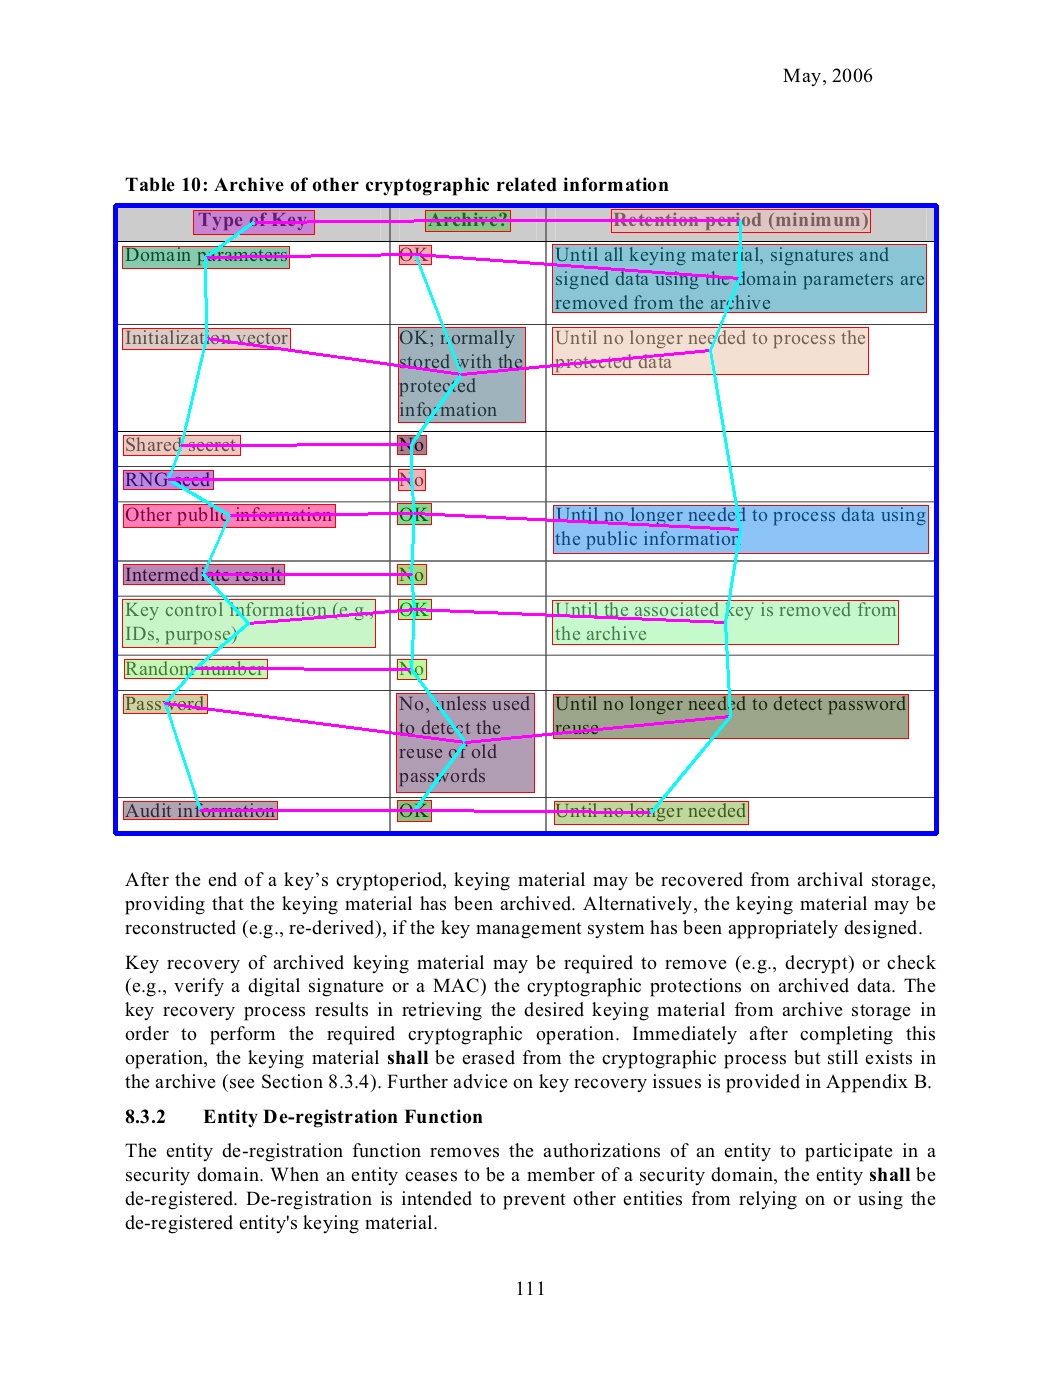 May, 2006
Table 10: Archive of other cryptographic related information
Type of Key Archive? Retention period (minimum)
Domain parameters OK Until all keying material, signatures and
signed data using the domain parameters are
removed from the archive
Initialization vector OK; normally Until no longer needed to process the
stored with the protected data
protected
information
Shared secret No
RNG seed No
Other public information OK Until no longer needed to process data using
the public information
Intermediate result No
Key control information (e.g., OK Until the associated key is removed from
IDs, purpose) the archive
Random number No
Password No, unless used Until no longer needed to detect password
to detect the reuse
reuse of old
passwords
Audit information OK Until no longer needed
After the end of a key’s cryptoperiod, keying material may be recovered from archival storage,
providing that the keying material has been archived. Alternatively, the keying material may be
reconstructed (e.g., re-derived), if the key management system has been appropriately designed.
Key recovery of archived keying material may be required to remove (e.g., decrypt) or check
(e.g., verify a digital signature or a MAC) the cryptographic protections on archived data. The
key recovery process results in retrieving the desired keying material from archive storage in
order to perform the required cryptographic operation. Immediately after completing this
operation, the keying material shall be erased from the cryptographic process but still exists in
the archive (see Section 8.3.4). Further advice on key recovery issues is provided in Appendix B.
8.3.2 Entity De-registration Function
The entity de-registration function removes the authorizations of an entity to participate in a
security domain. When an entity ceases to be a member of a security domain, the entity shall be
de-registered. De-registration is intended to prevent other entities from relying on or using the
de-registered entity's keying material.
111